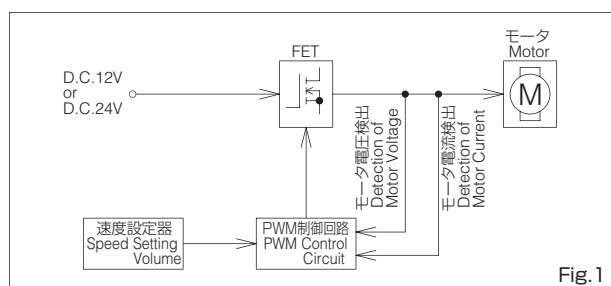 FET
モータ
Motor
M
D.C.12V
or
D.C.24V
モータ電圧検出
Detection of
Motor Voltage
モータ電流検出
Detection of
Motor Current
速度設定器
Speed Setting
Volume
PWM制御回路
PWM Control
Circuit
Fig.1